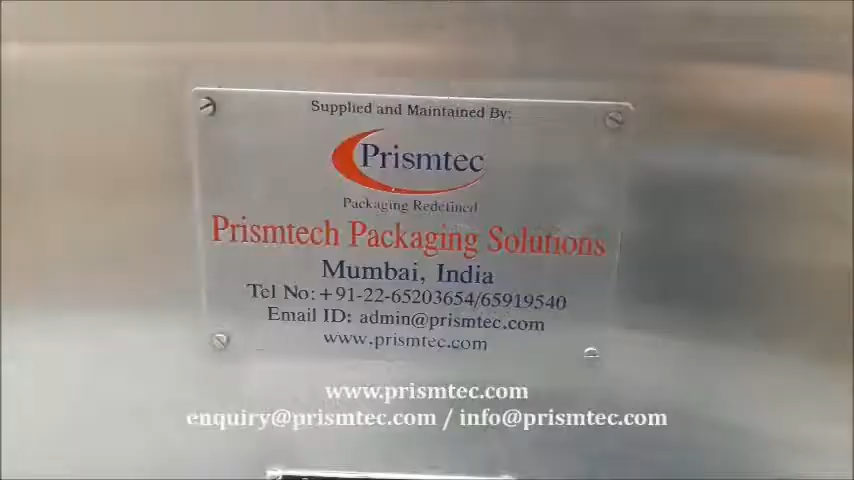 Supplied and Maintained By:
Prismtec
Packaging Redefined
Prismtech Packaging Solutions
Mumbai, India
Tel No:+91-22-65203654/65919540
Email ID: admin@prismtec.com
www.prismtec.com
www.prismtec.com
enquiry@prismtec.com / info@prismtec.com